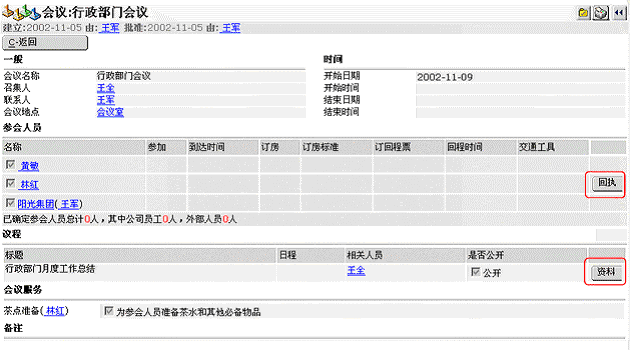 会议:行政部门会议
建立:2002-11-05 由: 王军 批准:2002-11-05 由: 王军
C-返回
一般 时间
会议名称 行政部门会议 开始日期 2002-11-09
召集人 王全 开始时间
联系人 王军 结束日期
会议地点 会议室 结束时间
参会人员
名称 参加 到达时间 订房 订房标准 订回程票 回程时间 交通工具
黄敏
林红 回执
阳光集团( 王军)
已确定参会人员总计0人，其中公司员工0人，外部人员0人
议程
标题 日程 相关人员 是否公开
行政部门月度工作总结 王全 公开 资料
会议服务
茶点准备( 林红) 为参会人员准备茶水和其他必备物品
备注